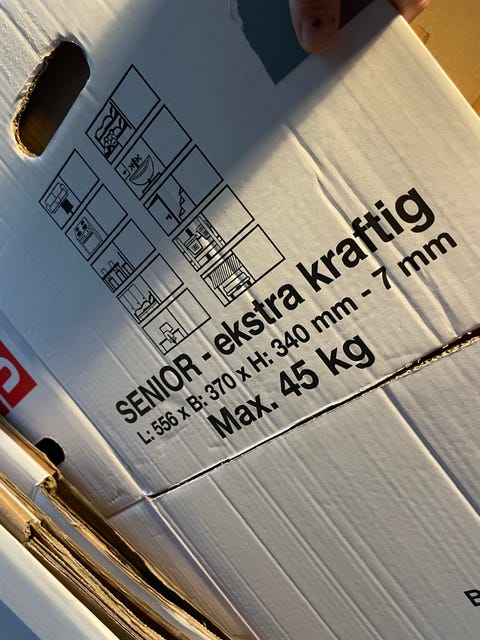 SENIOR - ekstra kraftig
L: 556 x B: 370 x H: 340 mm - 7 mm
Max. 45 kg